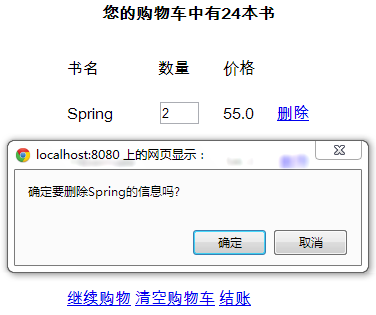 您的购物车中有24本书
书名 数量 价格
Spring 2 55.0 删除
localhost:8080 上的网页显示：
确定要删除Spring的信息吗?
确定 取消
继续购物 清空购物车 结账